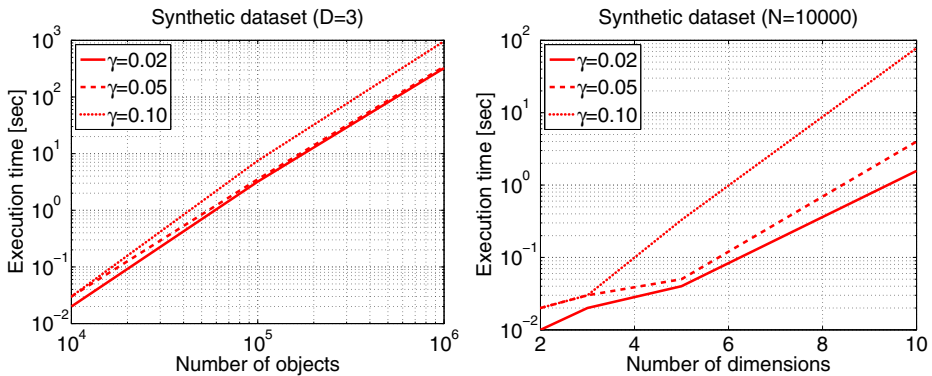 Synthetic dataset (D=3)
Execution time [sec]
10^3
10^2
10^1
10^0
10^-1
10^-2
γ=0.02
γ=0.05
γ=0.10
10^4 10^5 10^6
Number of objects
Synthetic dataset (N=10000)
Execution time [sec]
10^2
10^1
10^0
10^-1
10^-2
γ=0.02
γ=0.05
γ=0.10
2 4 6 8 10
Number of dimensions